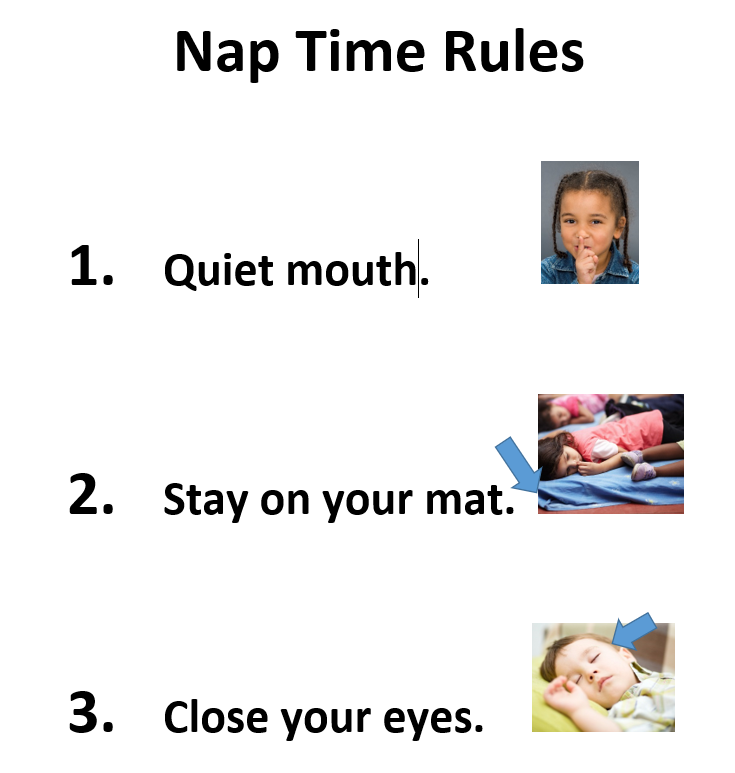 Nap Time Rules
1. Quiet mouth.
2. Stay on your mat.
3. Close your eyes.